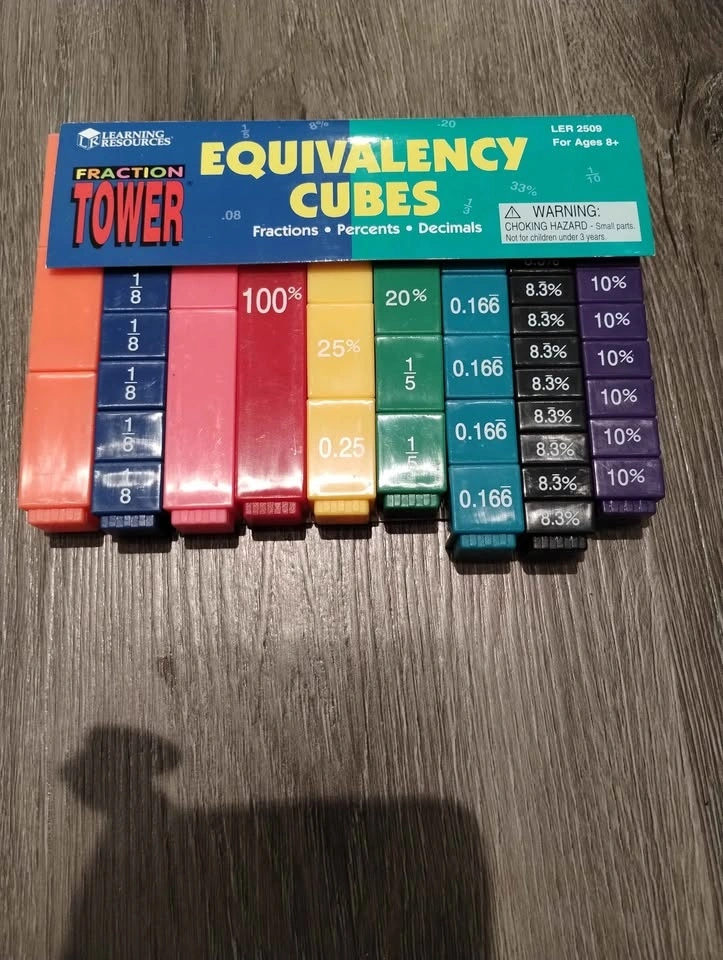 LEARNING
RESOURCES
FRACTION
TOWER
EQUIVALENCY
CUBES
Fractions • Percents • Decimals
LER 2509
For Ages 8+
⚠ WARNING:
CHOKING HAZARD - Small parts.
Not for children under 3 years.
.08
8%
.20
33%
1/3
1/10
1/8
1/8
1/8
1/8
8
100%
25%
0.25
20%
1/5
1/5
0.166̅
0.166̅
0.166̅
0.166̅
8.3̅%
8.3̅%
8.3̅%
8.3̅%
8.3̅%
8.3̅%
8.3̅%
8.3%
10%
10%
10%
10%
10%
10%